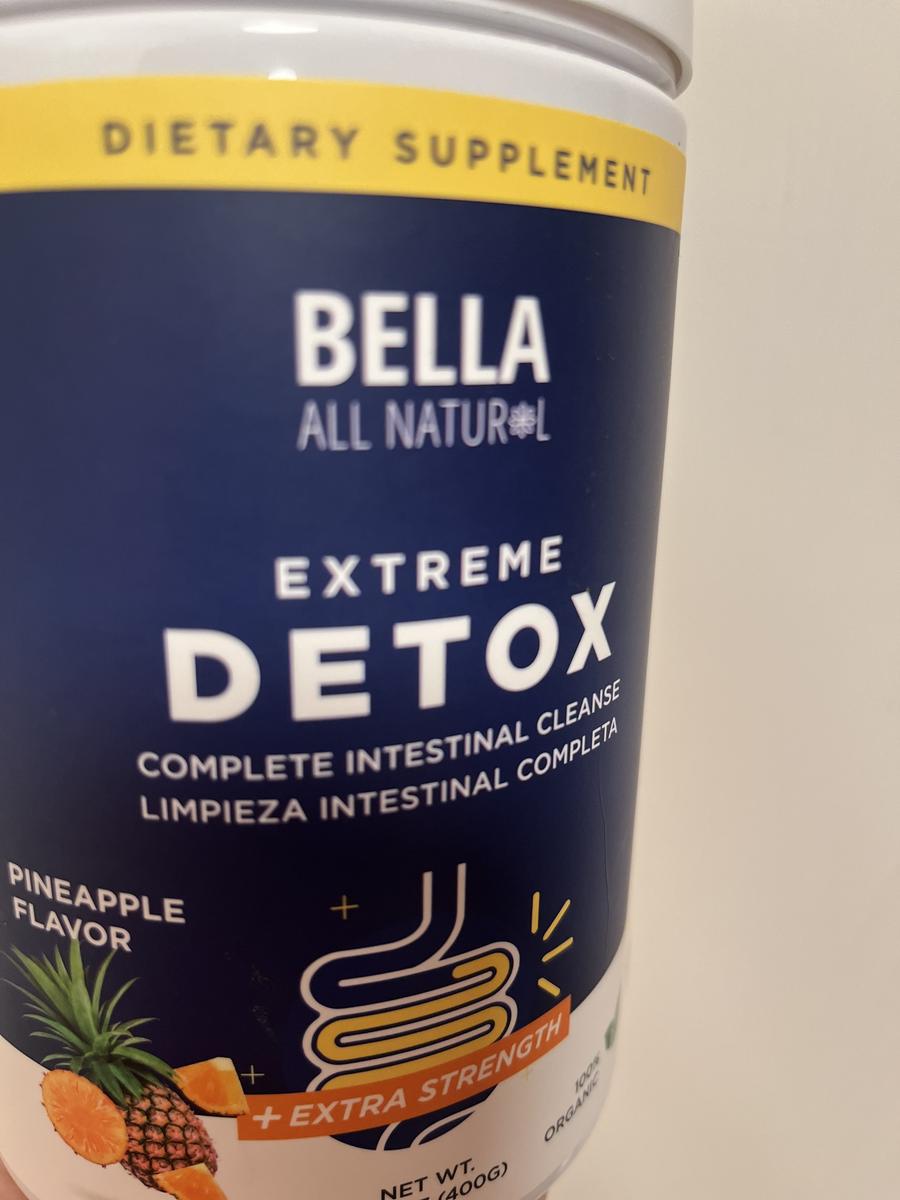 DIETARY SUPPLEMENT
BELLA
ALL NATURAL
EXTREME
DETOX
COMPLETE INTESTINAL CLEANSE
LIMPIEZA INTESTINAL COMPLETA
PINEAPPLE
FLAVOR
+ EXTRA STRENGTH
100%
ORGANIC
NET WT.
(400G)